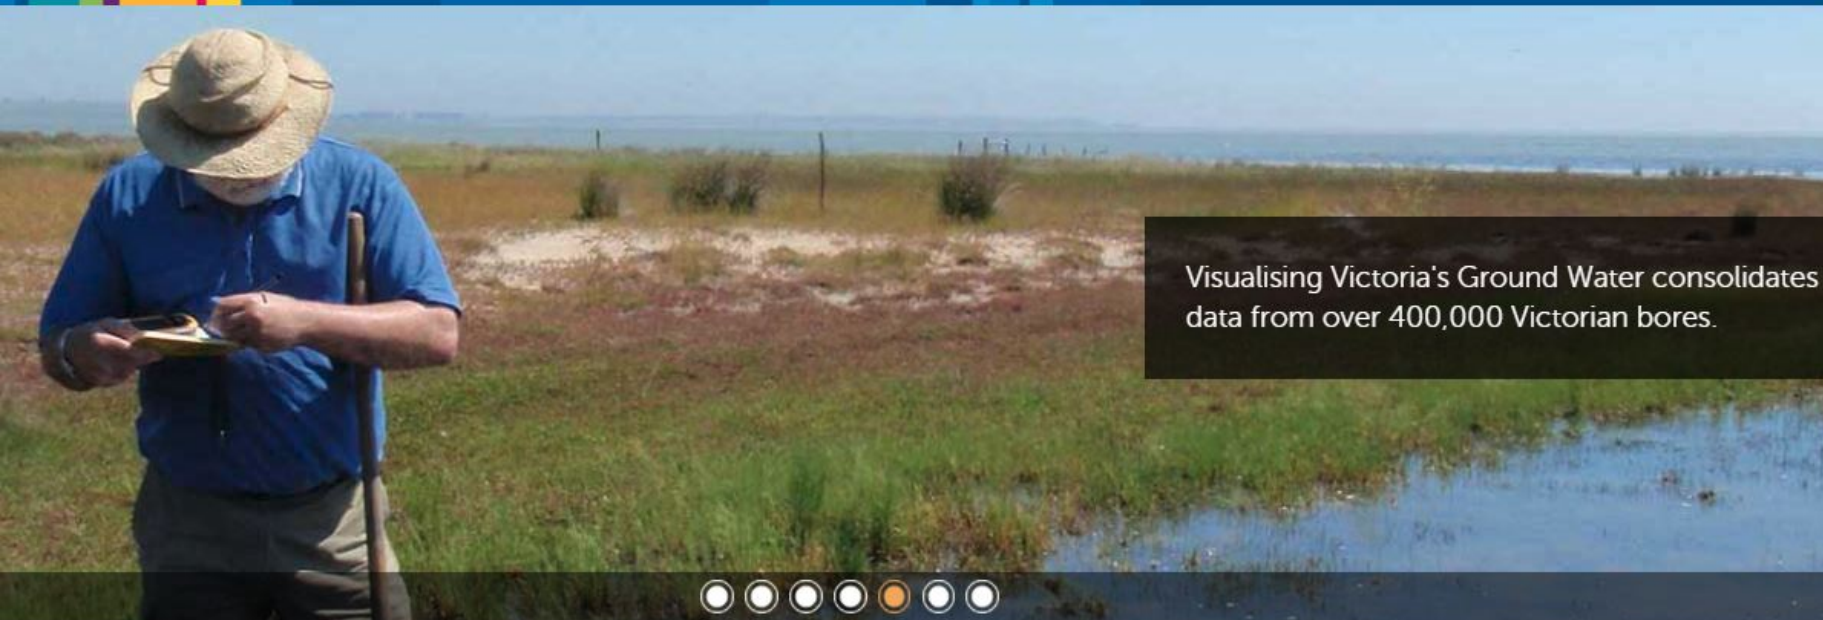 Visualising Victoria's Ground Water consolidates
data from over 400,000 Victorian bores.